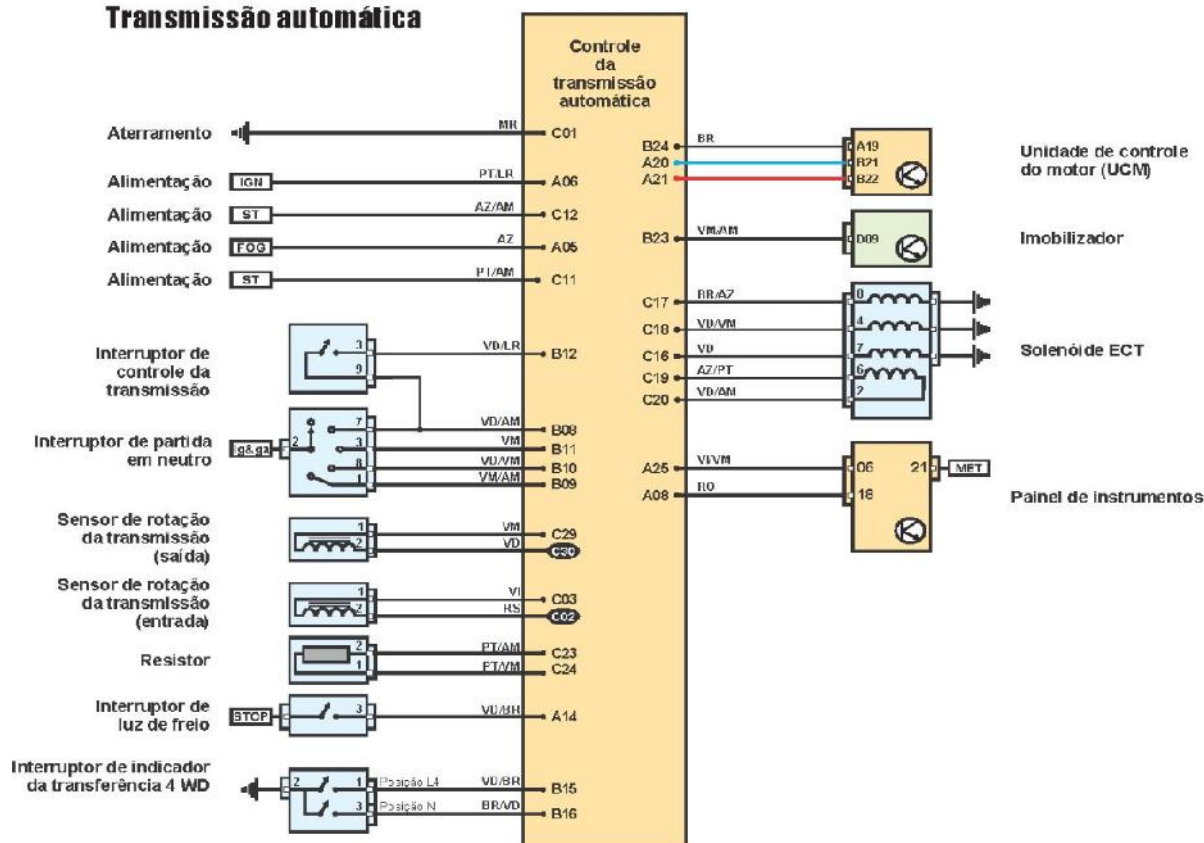 Transmissão automática
Controle
da
transmissão
automática
Aterramento
MR
C01
Alimentação
IGN
PT/LR
A06
Alimentação
ST
AZ/AM
C12
Alimentação
FOG
AZ
A05
Alimentação
ST
PT/AM
C11
Interruptor de
controle da
transmissão
3
9
VD/LR
B12
Interruptor de partida
em neutro
Ig&ga
2
7
3
8
1
VD/AM
B08
VM
B11
VD/VM
B10
VM/AM
B09
Sensor de rotação
da transmissão
(saída)
1
2
VM
C29
VD
C30
Sensor de rotação
da transmissão
(entrada)
1
2
VI
C03
RS
C02
Resistor
2
1
PT/AM
C23
PT/VM
C24
Interruptor de
luz de freio
STOP
3
VD/BR
A14
Interruptor de indicador
da transferência 4 WD
2
1
Posição L4
VD/BR
B15
3
Posição N
BR/VD
B16
B24
BR
A19
A20
B21
A21
B22
Unidade de controle
do motor (UCM)
B23
VM/AM
D09
Imobilizador
C17
BR/AZ
8
C18
VD/VM
4
C16
VD
7
C19
AZ/PT
6
C20
VD/AM
2
Solenóide ECT
A25
VI/VM
06
21
MET
A08
RO
18
Painel de instrumentos